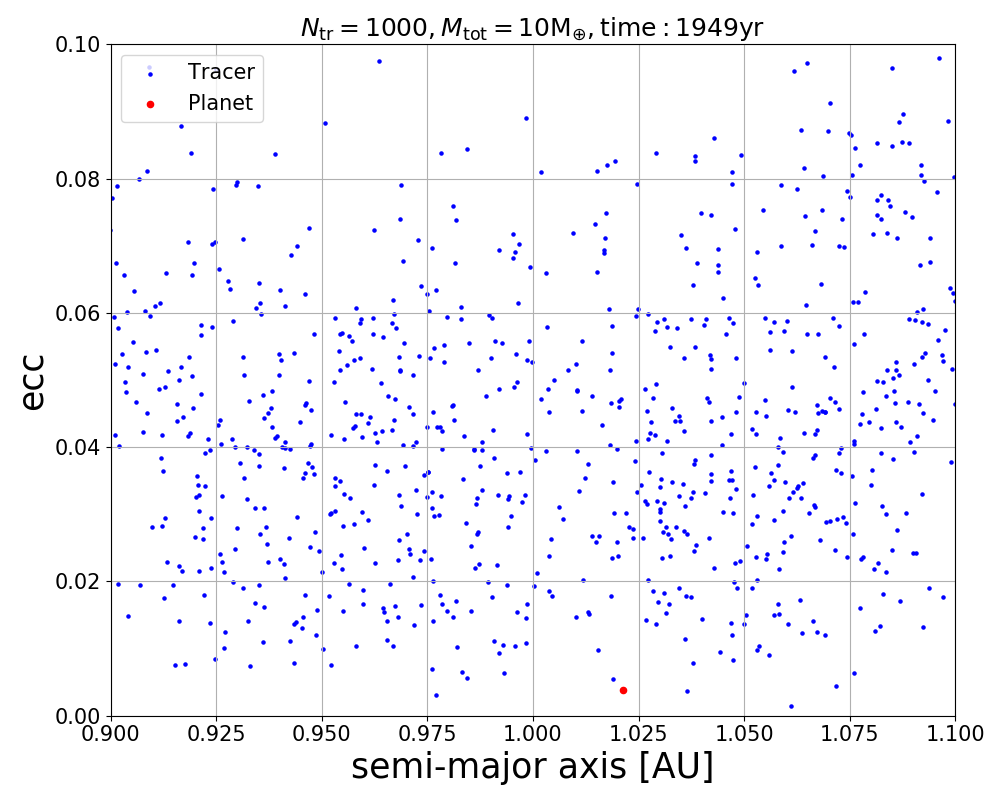 N_tr = 1000, M_tot = 10M_⊕, time : 1949yr
Tracer
Planet
ecc
0.10
0.08
0.06
0.04
0.02
0.00
0.900 0.925 0.950 0.975 1.000 1.025 1.050 1.075 1.100
semi-major axis [AU]